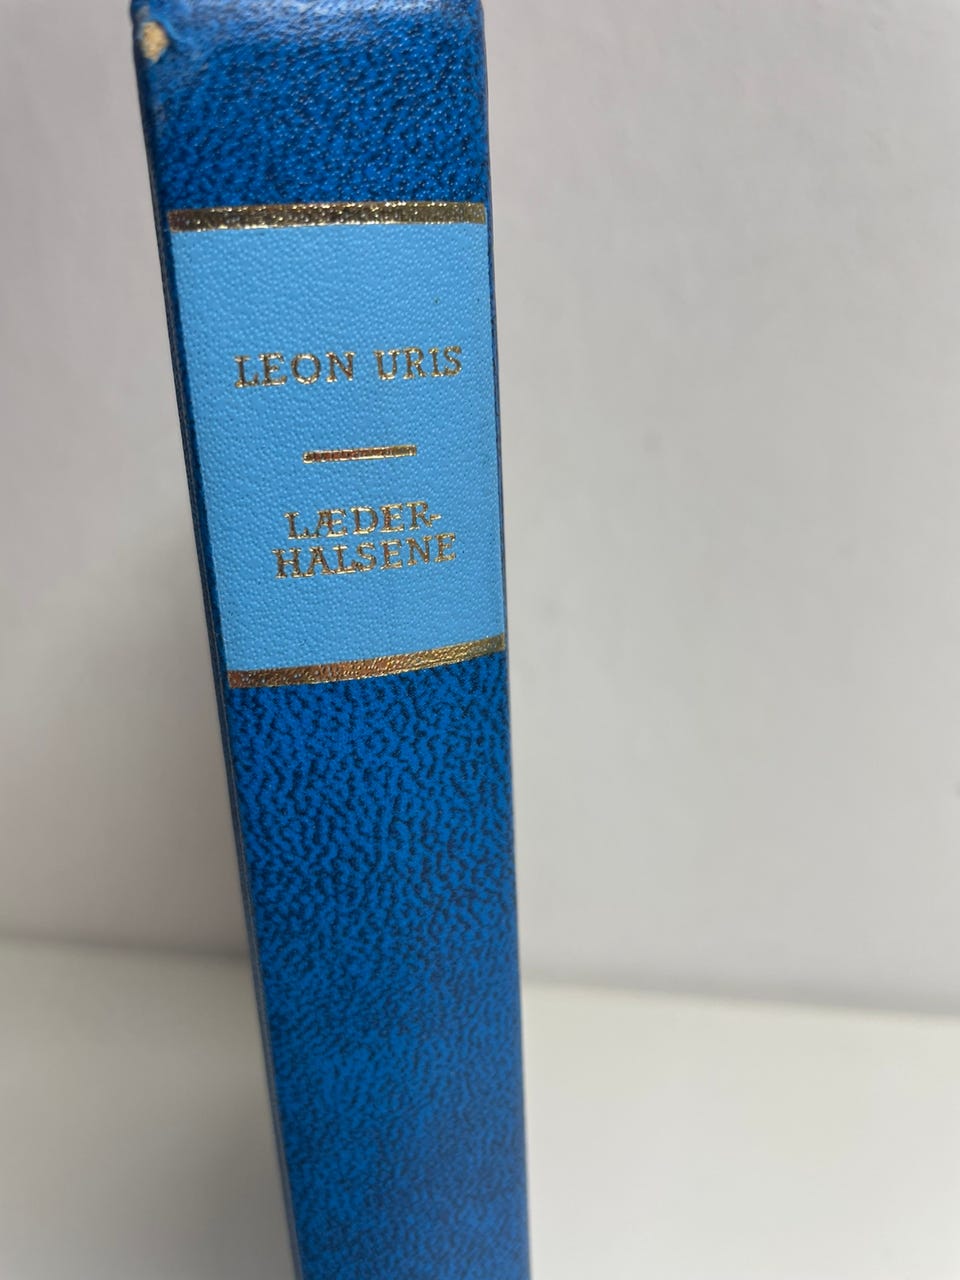 LEON URIS
LÆDER-
HALSENE